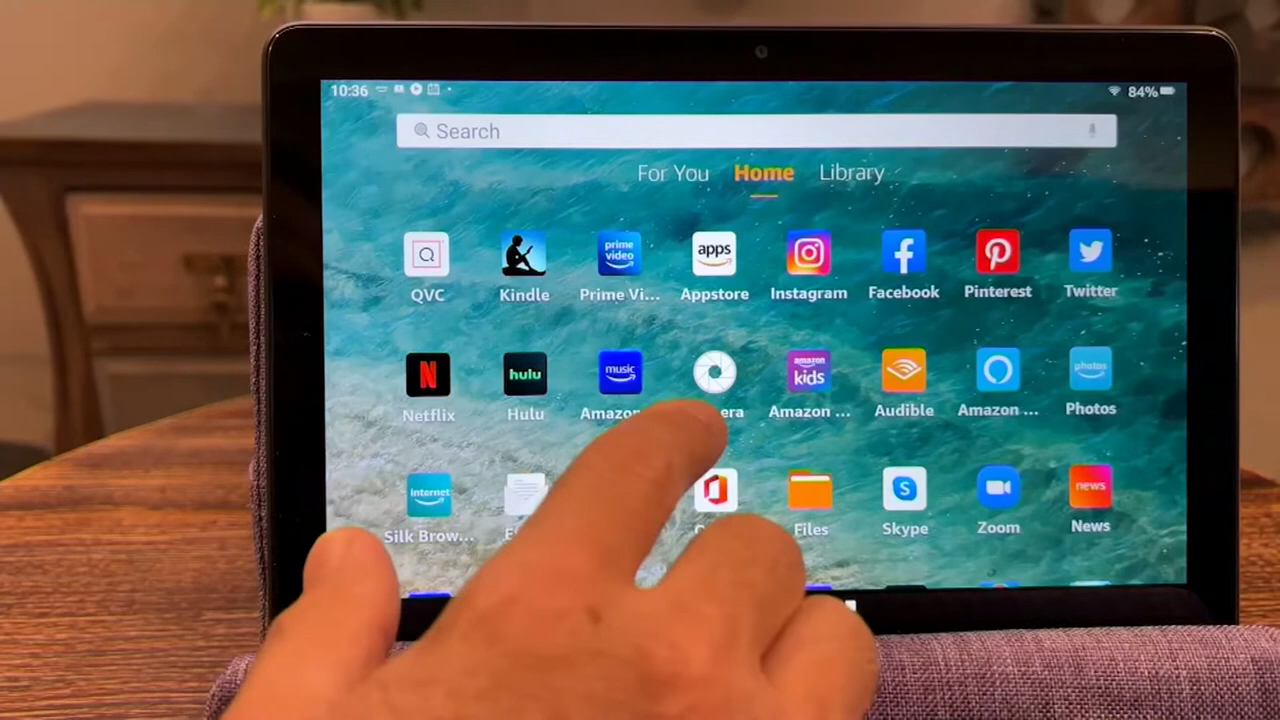 10:36
84%
Search
For You Home Library
prime video
apps
QVC Kindle Prime Vi... Appstore Instagram Facebook Pinterest Twitter
hulu music amazon kids photos
Netflix Hulu Amazon era Amazon ... Audible Amazon ... Photos
internet news
Silk Brow... Files Skype Zoom News